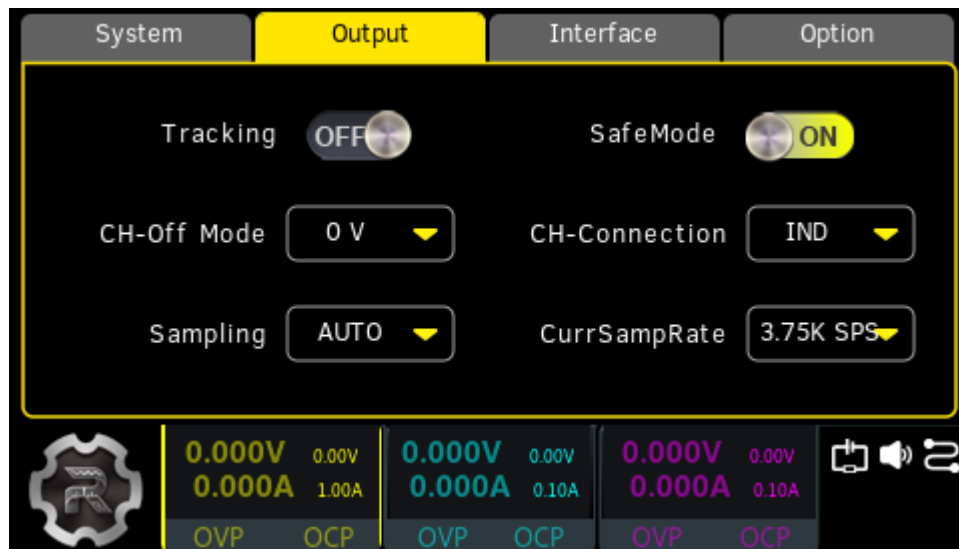 System Output Interface Option
Tracking OFF SafeMode ON
CH-Off Mode 0 V CH-Connection IND
Sampling AUTO CurrSampRate 3.75K SPS
0.000V 0.00V 0.000V 0.00V 0.000V 0.00V
0.000A 1.00A 0.000A 0.10A 0.000A 0.10A
OVP OCP OVP OCP OVP OCP